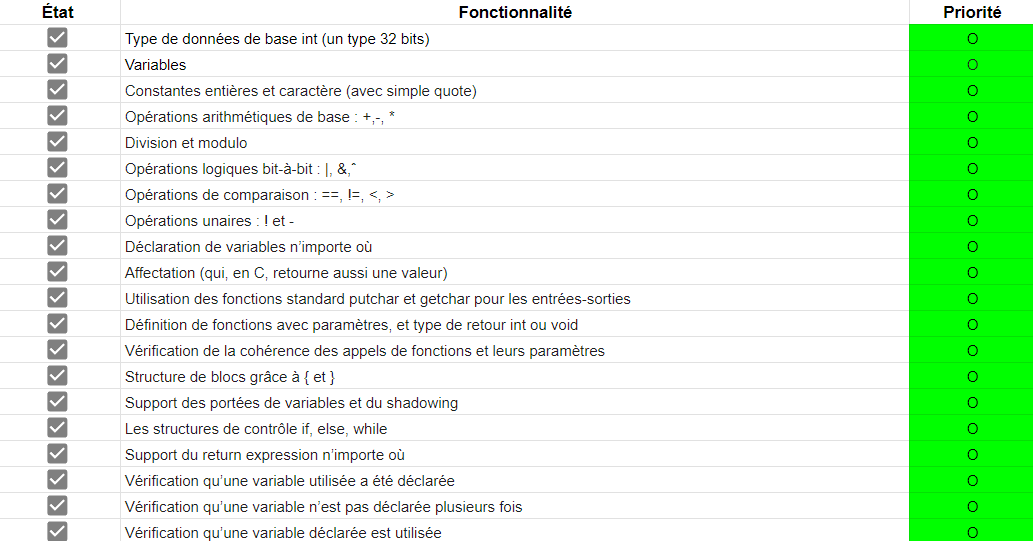 État Fonctionnalité Priorité
Type de données de base int (un type 32 bits) O
Variables O
Constantes entières et caractère (avec simple quote) O
Opérations arithmétiques de base : +,-, * O
Division et modulo O
Opérations logiques bit-à-bit : |, &,ˆ O
Opérations de comparaison : ==, !=, <, > O
Opérations unaires : ! et - O
Déclaration de variables n’importe où O
Affectation (qui, en C, retourne aussi une valeur) O
Utilisation des fonctions standard putchar et getchar pour les entrées-sorties O
Définition de fonctions avec paramètres, et type de retour int ou void O
Vérification de la cohérence des appels de fonctions et leurs paramètres O
Structure de blocs grâce à { et } O
Support des portées de variables et du shadowing O
Les structures de contrôle if, else, while O
Support du return expression n’importe où O
Vérification qu’une variable utilisée a été déclarée O
Vérification qu’une variable n’est pas déclarée plusieurs fois O
Vérification qu’une variable déclarée est utilisée O